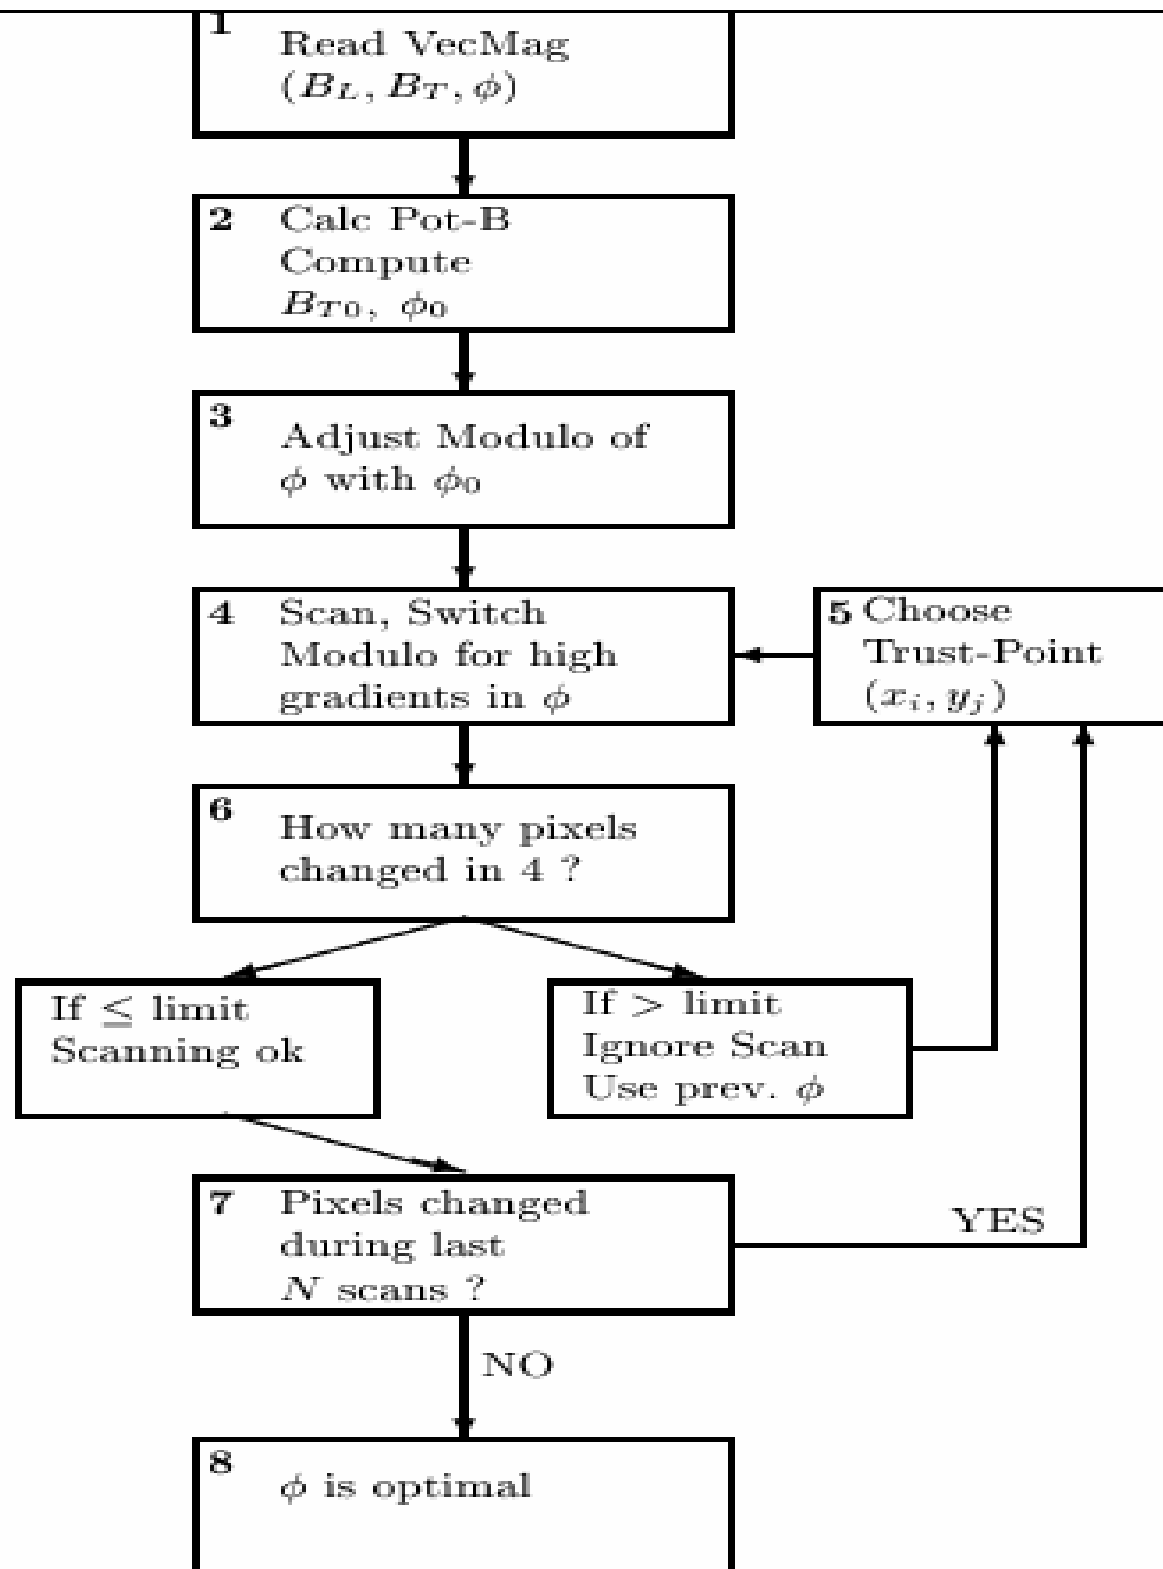 1
Read VecMag
(B_L, B_T, ϕ)
2 Calc Pot-B
Compute
B_T0, ϕ_0
3
Adjust Modulo of
ϕ with ϕ_0
4 Scan, Switch
Modulo for high
gradients in ϕ
5 Choose
Trust-Point
(x_i, y_j)
6
How many pixels
changed in 4 ?
If ≤ limit
Scanning ok
If > limit
Ignore Scan
Use prev. ϕ
7 Pixels changed
during last
N scans ?
YES
NO
8
ϕ is optimal